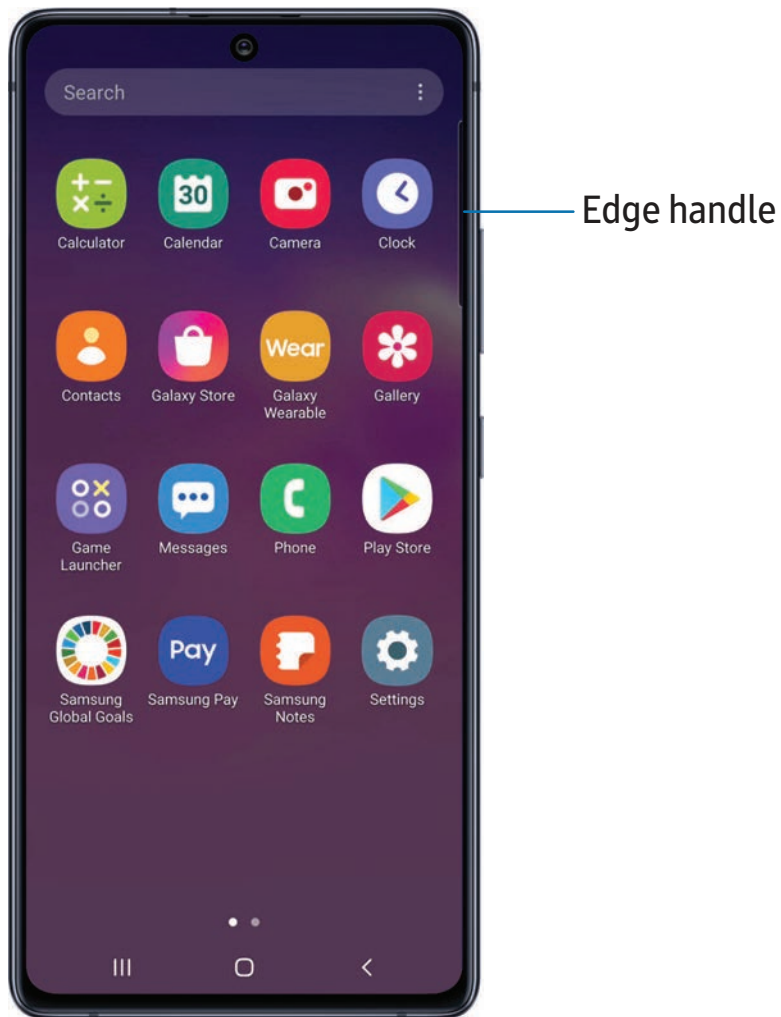 Search
30
Calculator
Calendar
Camera
Clock
Edge handle
Wear
Contacts
Galaxy Store
Galaxy
Wearable
Gallery
Game
Launcher
Messages
Phone
Play Store
Pay
Samsung
Global Goals
Samsung Pay
Samsung
Notes
Settings